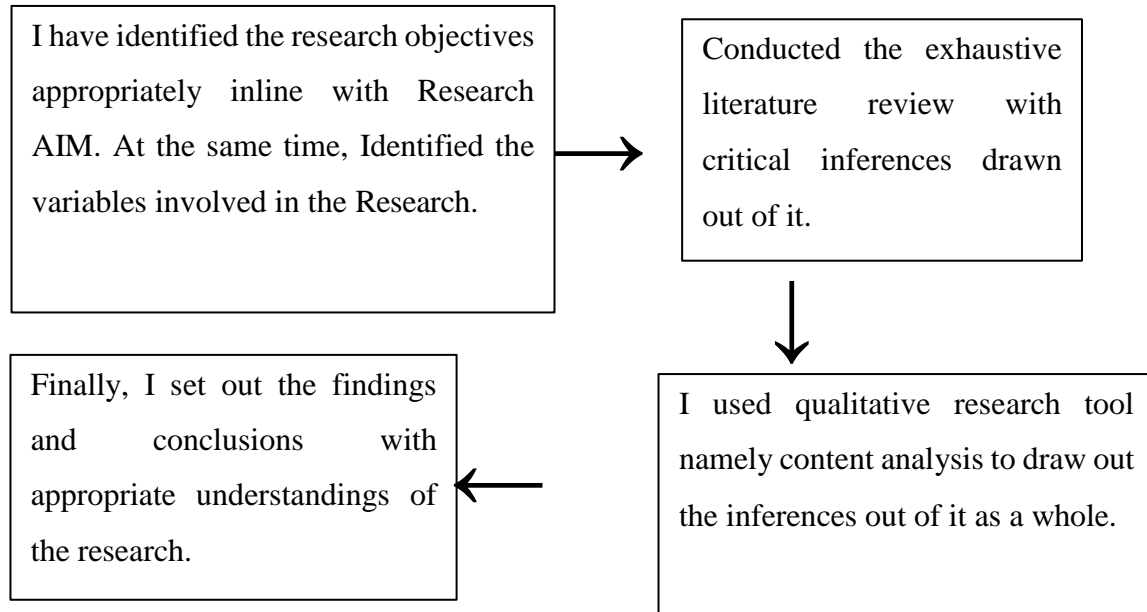 I have identified the research objectives
appropriately inline with Research
AIM. At the same time, Identified the
variables involved in the Research.
Conducted the exhaustive
literature review with
critical inferences drawn
out of it.
I used qualitative research tool
namely content analysis to draw out
the inferences out of it as a whole.
Finally, I set out the findings
and conclusions with
appropriate understandings of
the research.